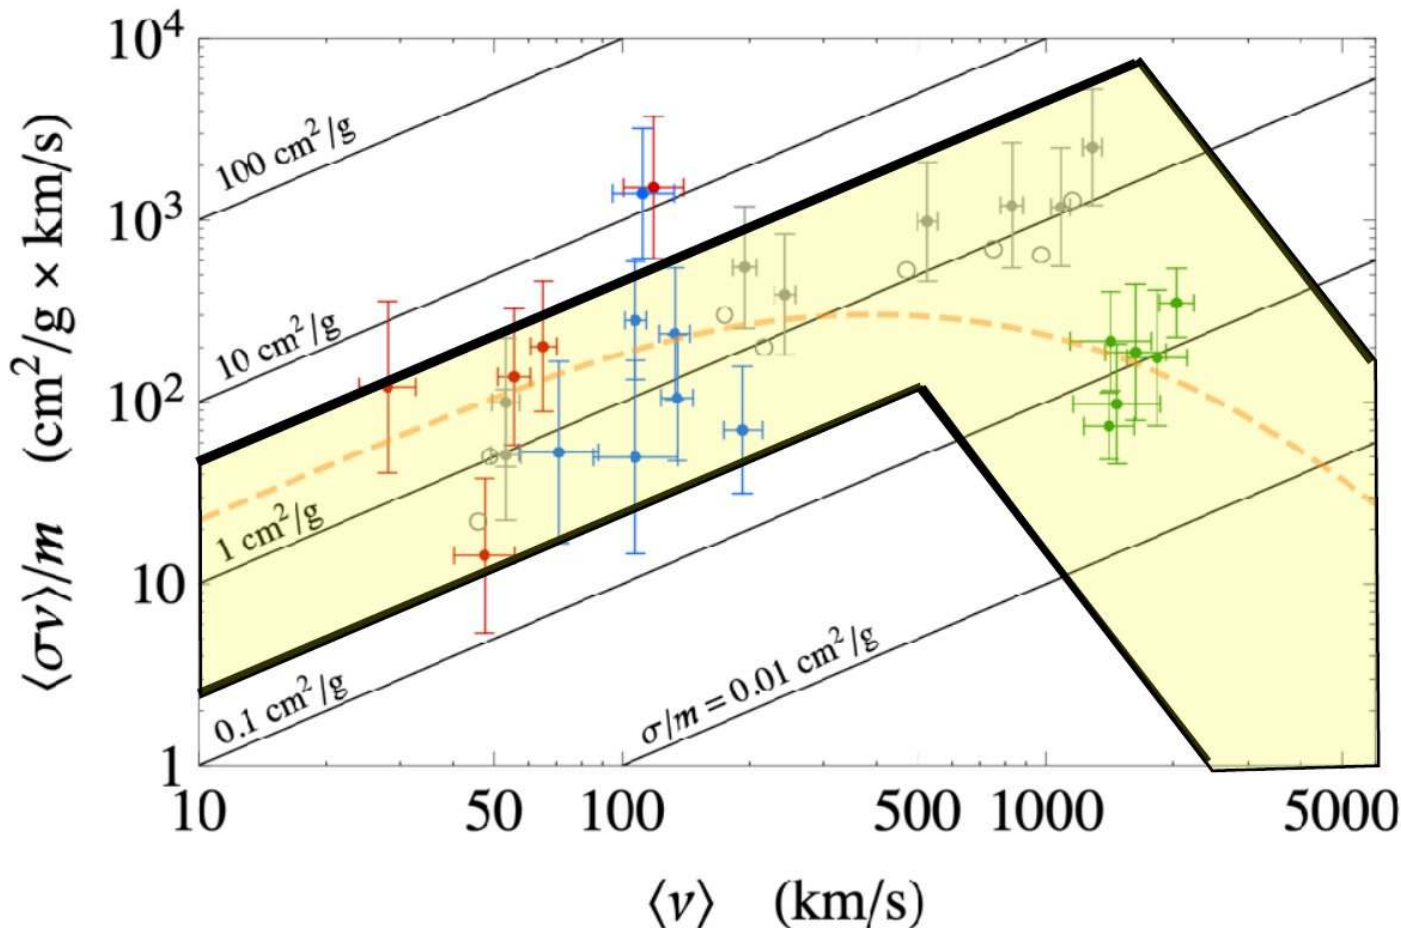 10⁴
10³
10²
10
1
⟨σv⟩/m (cm²/g × km/s)
100 cm²/g
10 cm²/g
1 cm²/g
0.1 cm²/g
σ/m = 0.01 cm²/g
10 50 100 500 1000 5000
⟨v⟩ (km/s)